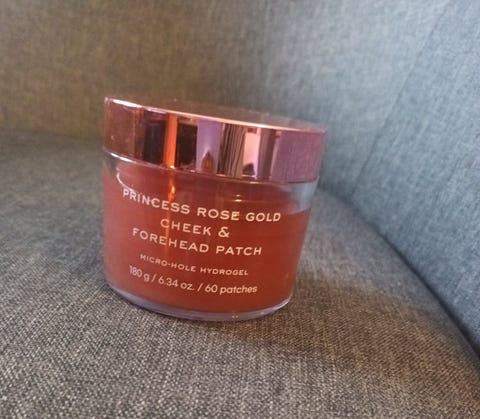 PRINCESS ROSE GOLD
CHEEK &
FOREHEAD PATCH
MICRO-HOLE HYDROGEL
180 g / 6.34 oz. / 60 patches